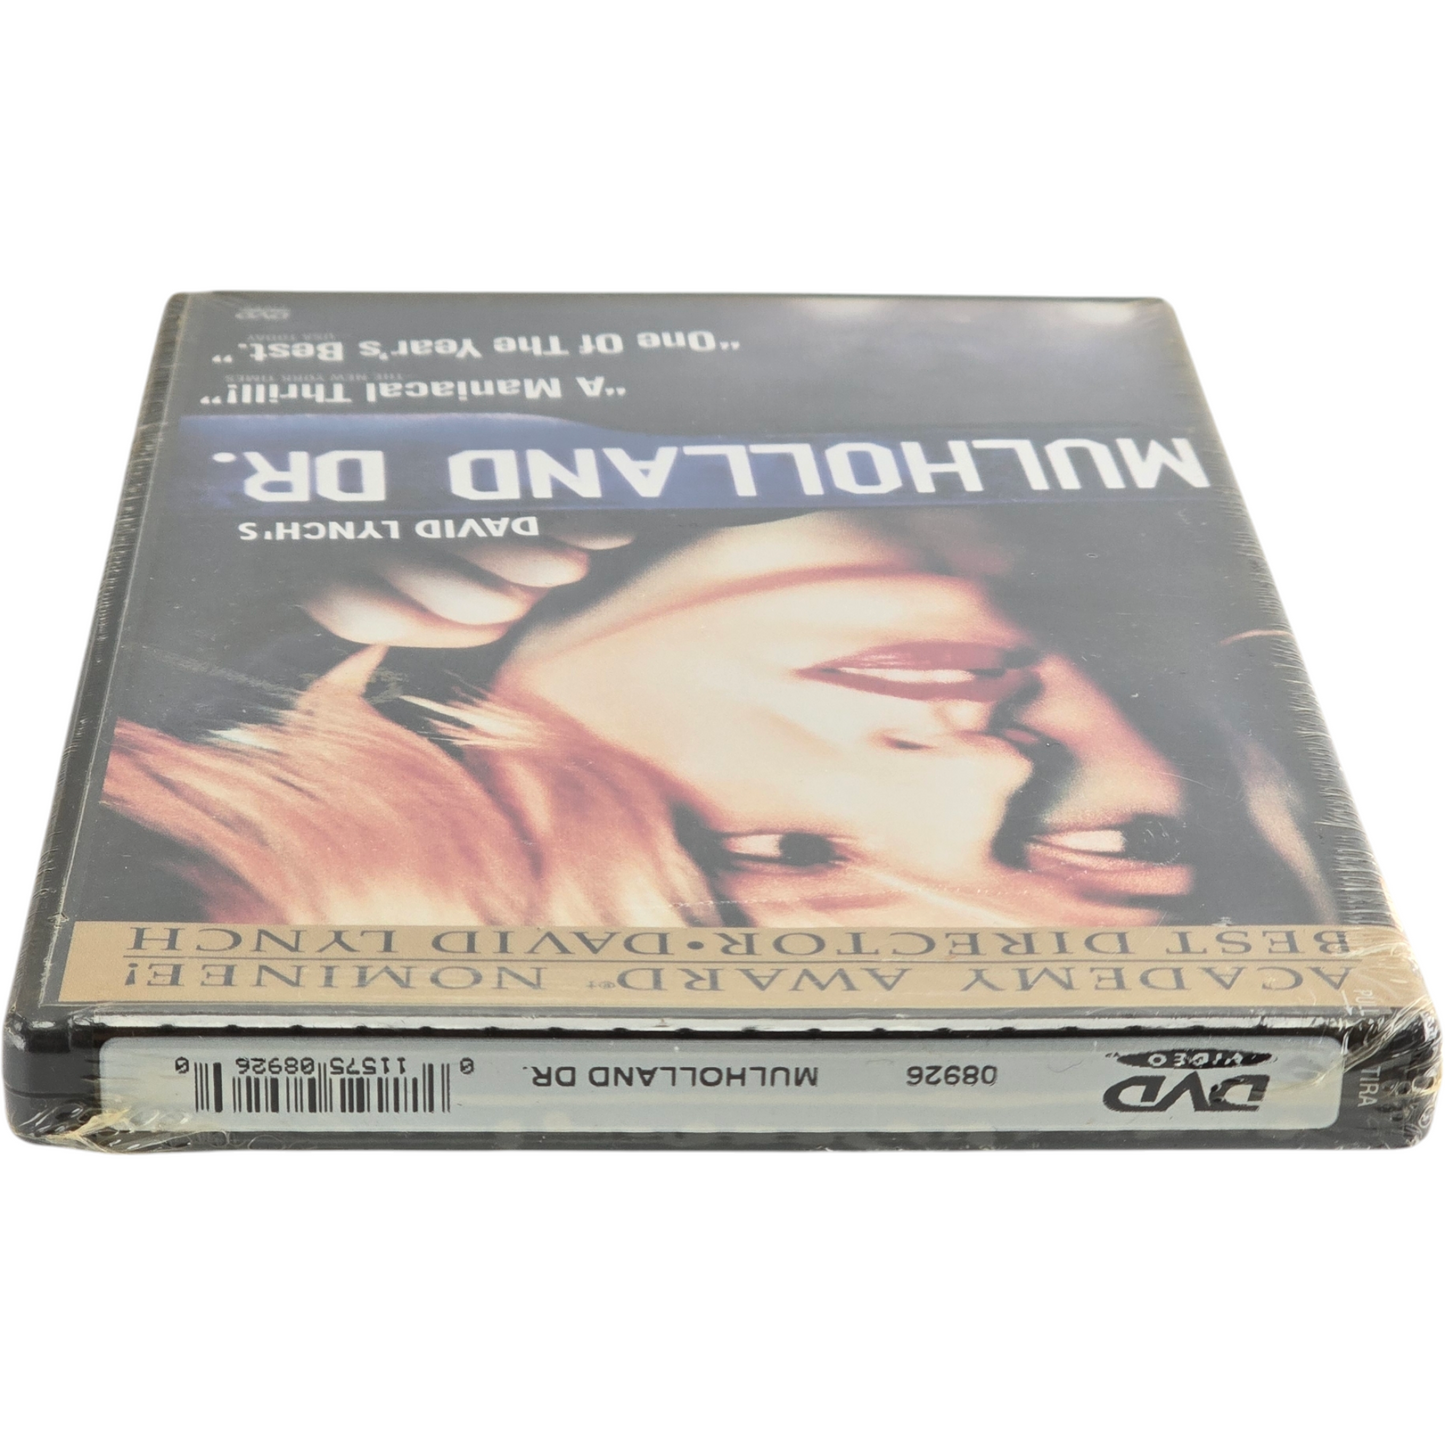 ACADEMY AWARD® NOMINEE!
BEST DIRECTOR•DAVID LYNCH
DAVID LYNCH'S
MULHOLLAND DR.
“A Maniacal Thrill!”
–THE NEW YORK TIMES
“One Of The Year's Best.”
–USA TODAY
DVD
DVD VIDEO
08926
MULHOLLAND DR.
0 11575 08926 0
TIRA